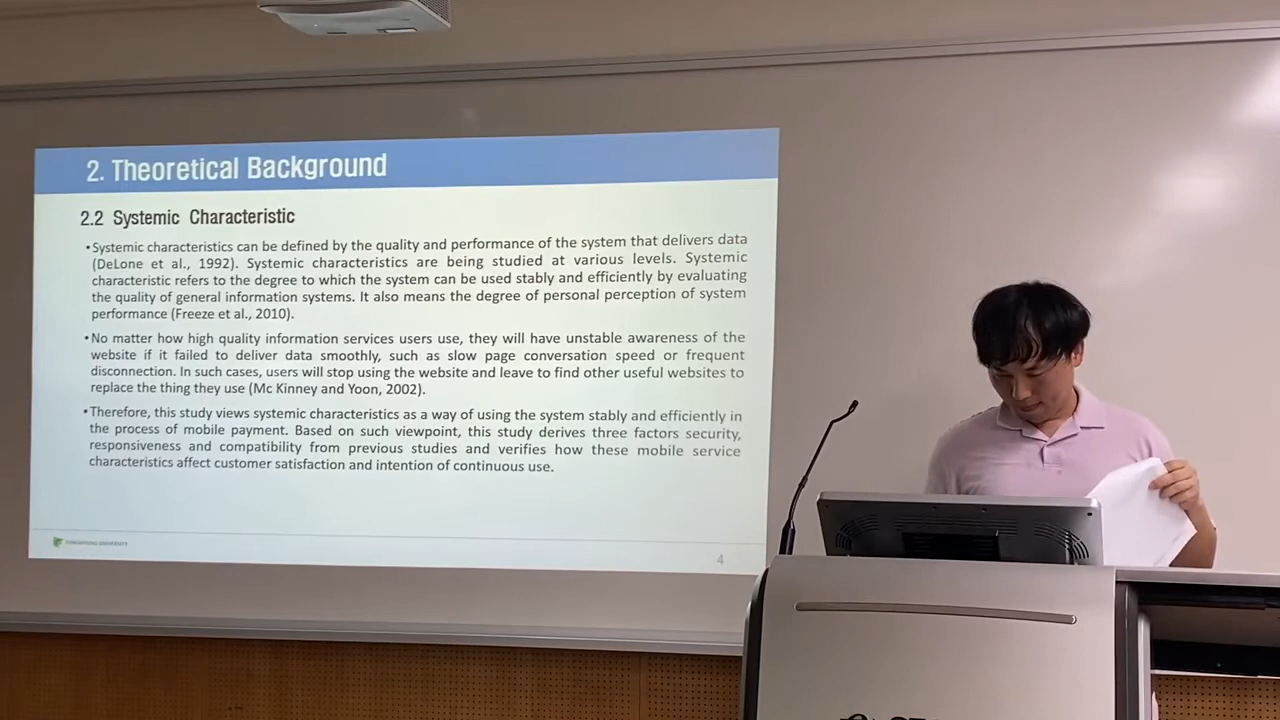 2. Theoretical Background
2.2 Systemic Characteristic
•Systemic characteristics can be defined by the quality and performance of the system that delivers data
(DeLone et al., 1992). Systemic characteristics are being studied at various levels. Systemic
characteristic refers to the degree to which the system can be used stably and efficiently by evaluating
the quality of general information systems. It also means the degree of personal perception of system
performance (Freeze et al., 2010).
•No matter how high quality information services users use, they will have unstable awareness of the
website if it failed to deliver data smoothly, such as slow page conversation speed or frequent
disconnection. In such cases, users will stop using the website and leave to find other useful websites to
replace the thing they use (Mc Kinney and Yoon, 2002).
•Therefore, this study views systemic characteristics as a way of using the system stably and efficiently in
the process of mobile payment. Based on such viewpoint, this study derives three factors security,
responsiveness and compatibility from previous studies and verifies how these mobile service
characteristics affect customer satisfaction and intention of continuous use.
UNIVERSITY
4